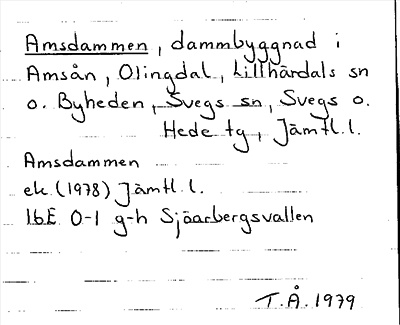 Amsdammen, dammbyggnad i
Amsån, Olingdal, Lillhärdals sn
o. Byheden, Svegs sn, Svegs o.
Hede tg, Jämtl. l.
Amsdammen
ek. (1978) Jämtl. l.
16E 0-1 g-h Sjöarbergsvallen
T.Å. 1979